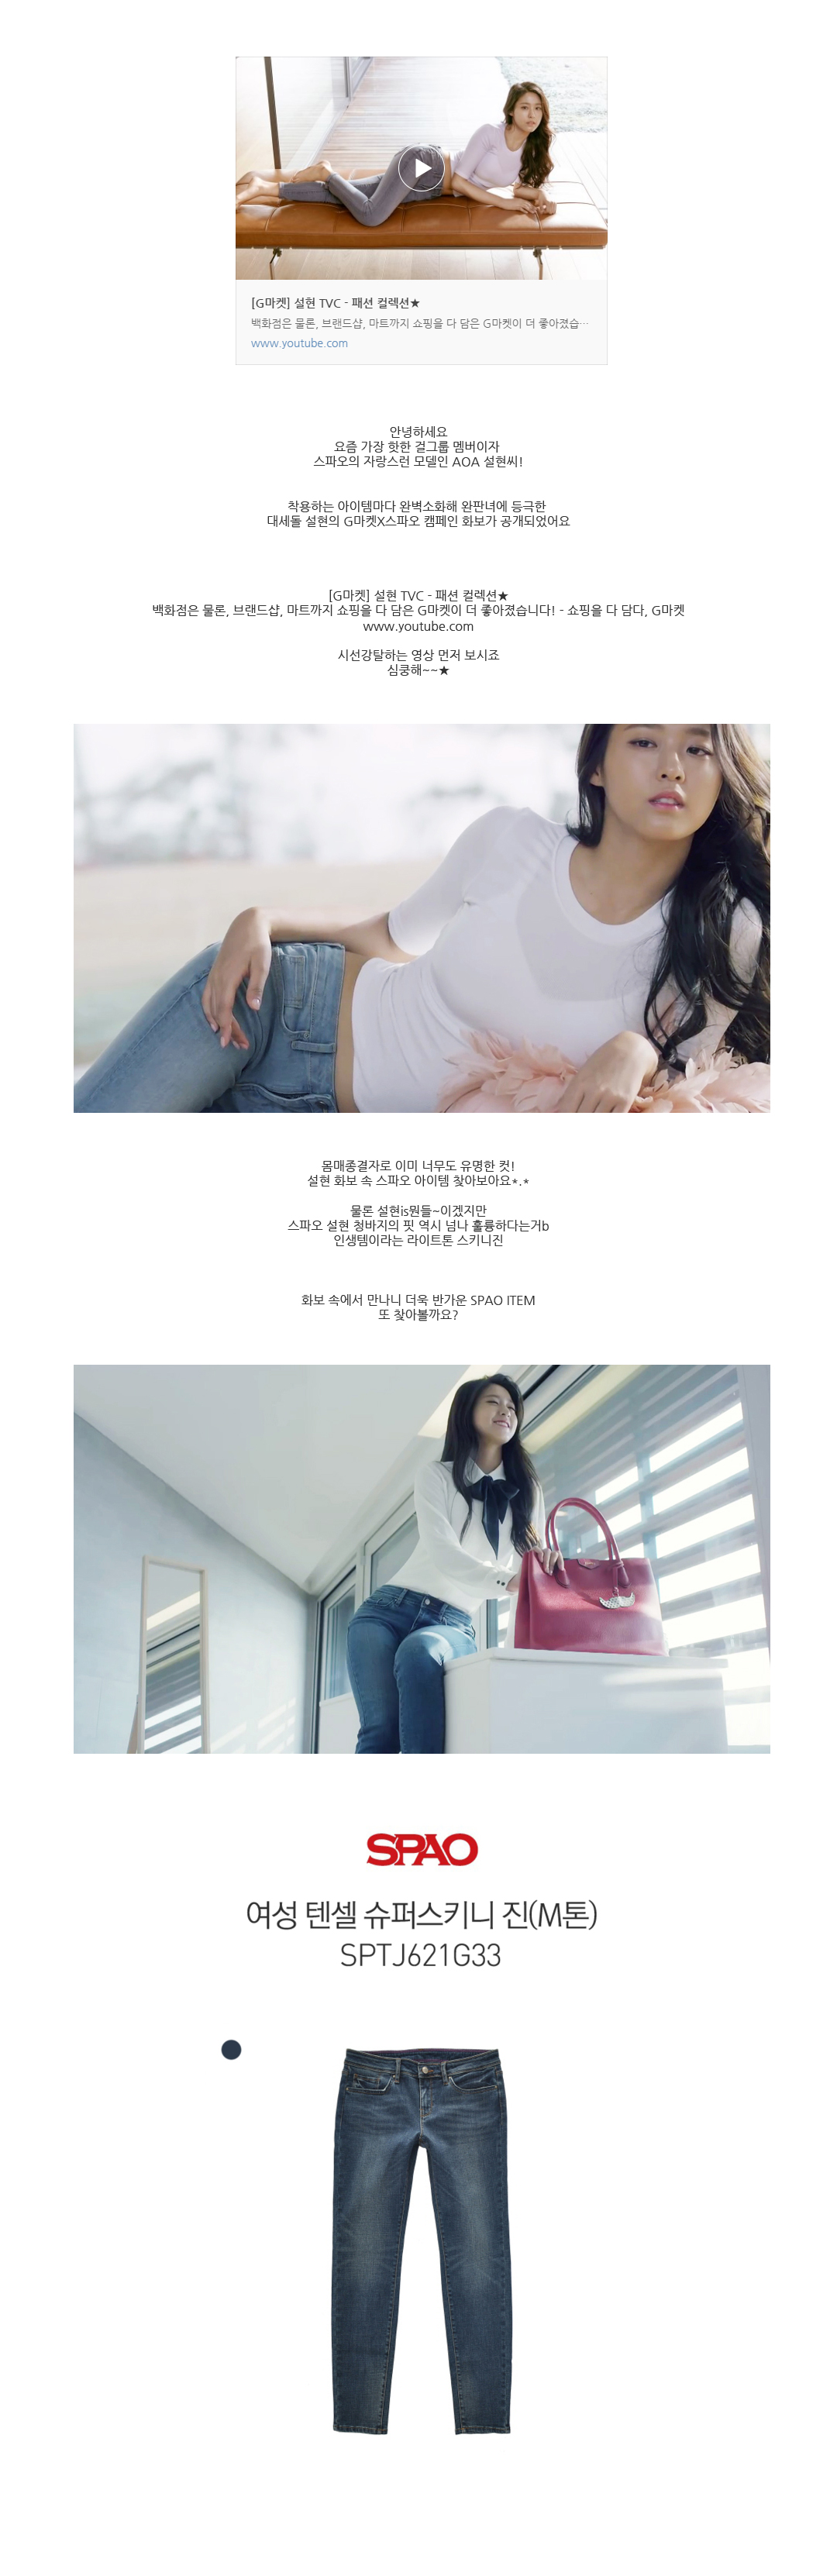 [G마켓] 설현 TVC - 패션 컬렉션★
백화점은 물론, 브랜드샵, 마트까지 쇼핑을 다 담은 G마켓이 더 좋아졌습…
www.youtube.com
안녕하세요
요즘 가장 핫한 걸그룹 멤버이자
스파오의 자랑스런 모델인 AOA 설현씨!
착용하는 아이템마다 완벽소화해 완판녀에 등극한
대세돌 설현의 G마켓X스파오 캠페인 화보가 공개되었어요
[G마켓] 설현 TVC - 패션 컬렉션★
백화점은 물론, 브랜드샵, 마트까지 쇼핑을 다 담은 G마켓이 더 좋아졌습니다! - 쇼핑을 다 담다, G마켓
www.youtube.com
시선강탈하는 영상 먼저 보시죠
심쿵해~~★
몸매종결자로 이미 너무도 유명한 컷!
설현 화보 속 스파오 아이템 찾아보아요*.*
물론 설현is뭔들~이겠지만
스파오 설현 청바지의 핏 역시 넘나 훌륭하다는거b
인생템이라는 라이트톤 스키니진
화보 속에서 만나니 더욱 반가운 SPAO ITEM
또 찾아볼까요?
SPAO
여성 텐셀 슈퍼스키니 진(M톤)
SPTJ621G33